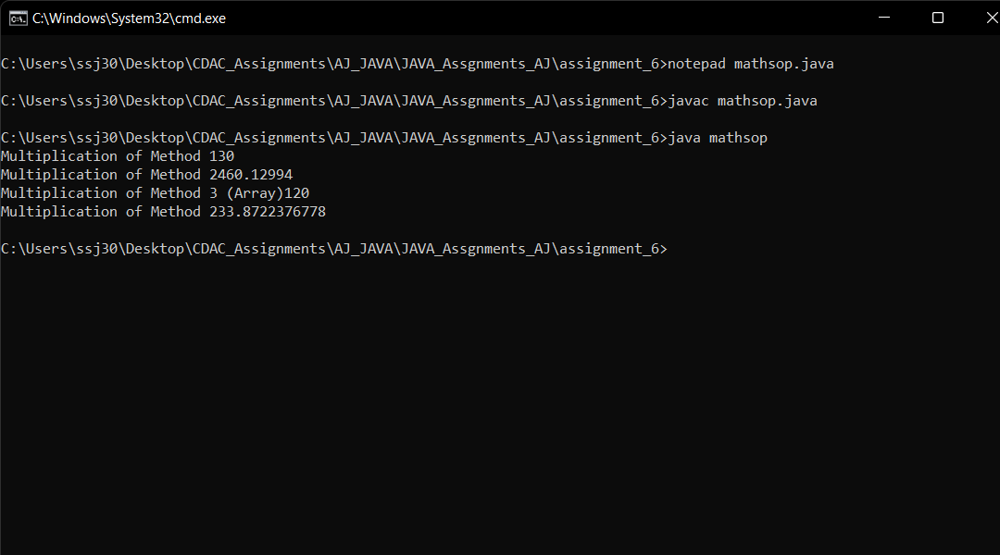 C:\Windows\System32\cmd.exe
C:\Users\ssj30\Desktop\CDAC_Assignments\AJ_JAVA\JAVA_Assgnments_AJ\assignment_6>notepad mathsop.java
C:\Users\ssj30\Desktop\CDAC_Assignments\AJ_JAVA\JAVA_Assgnments_AJ\assignment_6>javac mathsop.java
C:\Users\ssj30\Desktop\CDAC_Assignments\AJ_JAVA\JAVA_Assgnments_AJ\assignment_6>java mathsop
Multiplication of Method 130
Multiplication of Method 2460.12994
Multiplication of Method 3 (Array)120
Multiplication of Method 233.8722376778
C:\Users\ssj30\Desktop\CDAC_Assignments\AJ_JAVA\JAVA_Assgnments_AJ\assignment_6>